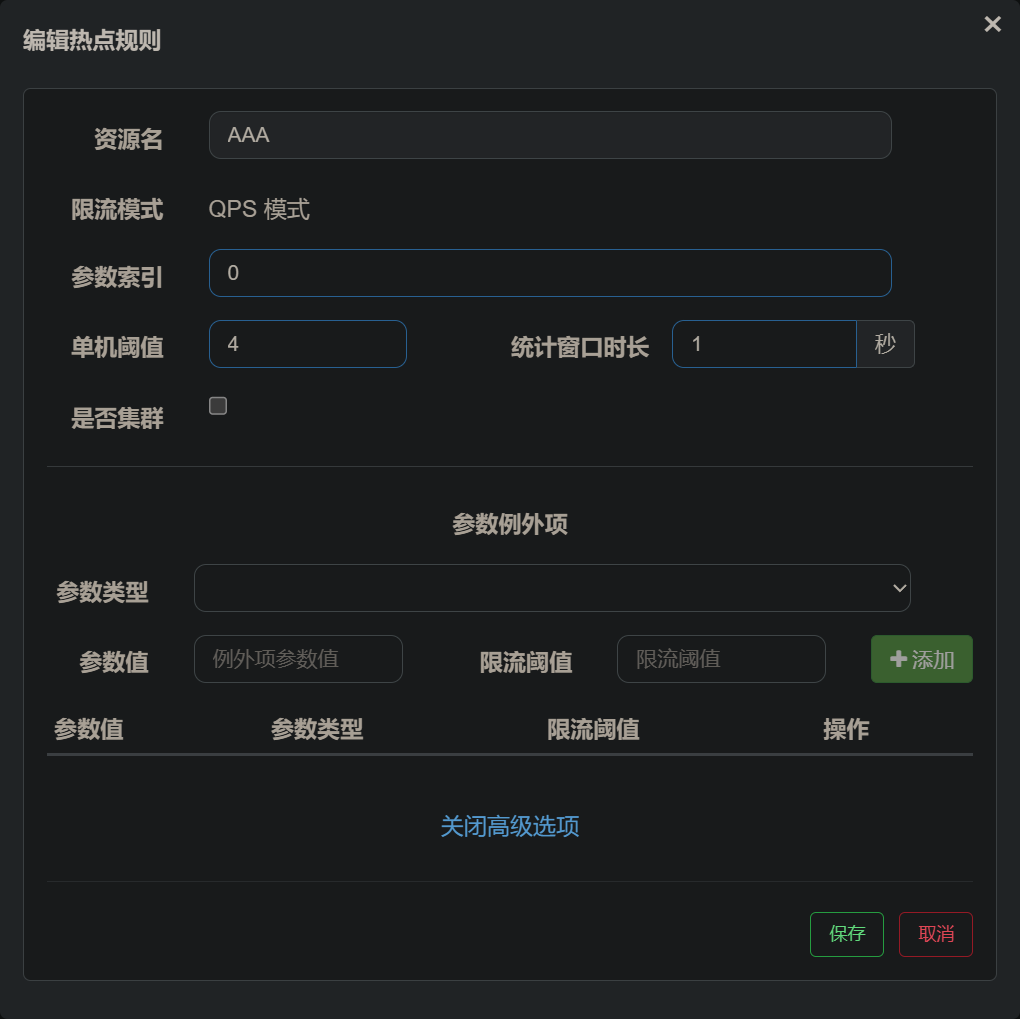 编辑热点规则
×
资源名 AAA
限流模式 QPS 模式
参数索引 0
单机阈值 4 统计窗口时长 1 秒
是否集群
参数例外项
参数类型
参数值 例外项参数值 限流阈值 限流阈值 添加
参数值 参数类型 限流阈值 操作
关闭高级选项
保存 取消